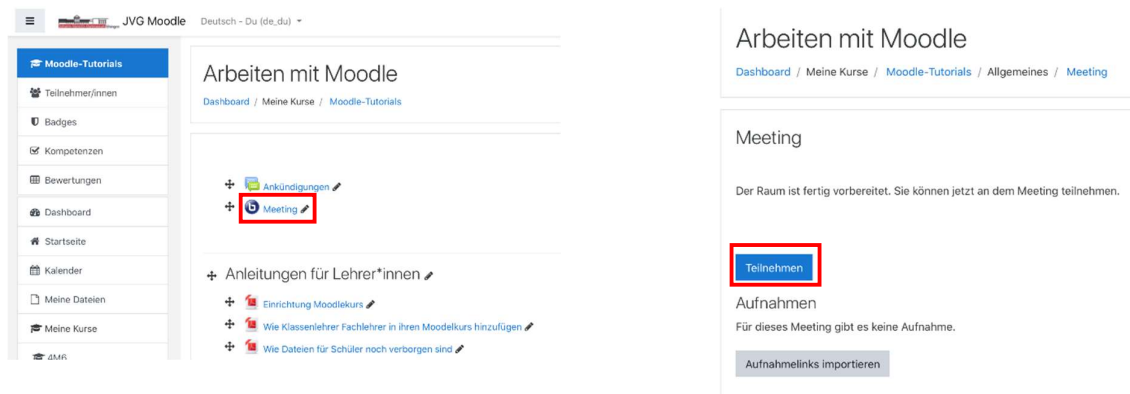 JVG Moodle Deutsch - Du (de_du)
Moodle-Tutorials
Teilnehmer/innen
Badges
Kompetenzen
Bewertungen
Dashboard
Startseite
Kalender
Meine Dateien
Meine Kurse
4M6
Arbeiten mit Moodle
Dashboard / Meine Kurse / Moodle-Tutorials
Ankündigungen
Meeting
Anleitungen für Lehrer*innen
Einrichtung Moodlekurs
Wie Klassenlehrer Fachlehrer in ihren Moodelkurs hinzufügen
Wie Dateien für Schüler noch verborgen sind
Arbeiten mit Moodle
Dashboard / Meine Kurse / Moodle-Tutorials / Allgemeines / Meeting
Meeting
Der Raum ist fertig vorbereitet. Sie können jetzt an dem Meeting teilnehmen.
Teilnehmen
Aufnahmen
Für dieses Meeting gibt es keine Aufnahme.
Aufnahmelinks importieren